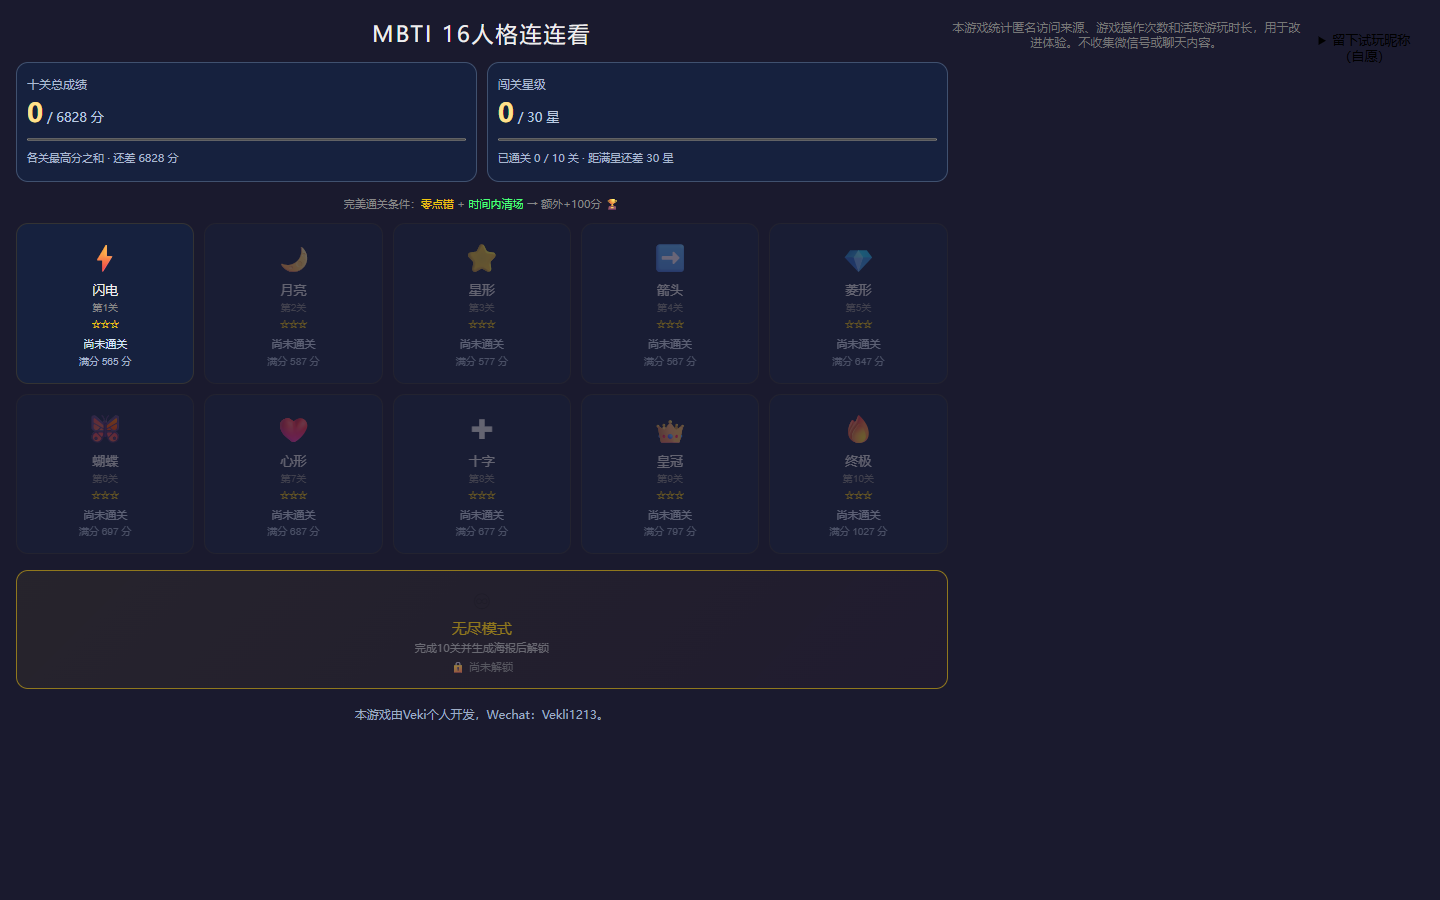 MBTI 16人格连连看
本游戏统计匿名访问来源、游戏操作次数和活跃游玩时长，用于改
进体验。不收集微信号或聊天内容。
▶ 留下试玩昵称
（自愿）
十关总成绩
0 / 6828 分
各关最高分之和 · 还差 6828 分
闯关星级
0 / 30 星
已通关 0 / 10 关 · 距满星还差 30 星
完美通关条件：零点错 + 时间内清场 → 额外+100分 🏆
闪电
第1关
☆☆☆
尚未通关
满分 565 分
月亮
第2关
☆☆☆
尚未通关
满分 587 分
星形
第3关
☆☆☆
尚未通关
满分 577 分
箭头
第4关
☆☆☆
尚未通关
满分 567 分
菱形
第5关
☆☆☆
尚未通关
满分 647 分
蝴蝶
第6关
☆☆☆
尚未通关
满分 697 分
心形
第7关
☆☆☆
尚未通关
满分 687 分
十字
第8关
☆☆☆
尚未通关
满分 677 分
皇冠
第9关
☆☆☆
尚未通关
满分 797 分
终极
第10关
☆☆☆
尚未通关
满分 1027 分
无尽模式
完成10关并生成海报后解锁
🔒 尚未解锁
本游戏由Veki个人开发，Wechat：Vekli1213。